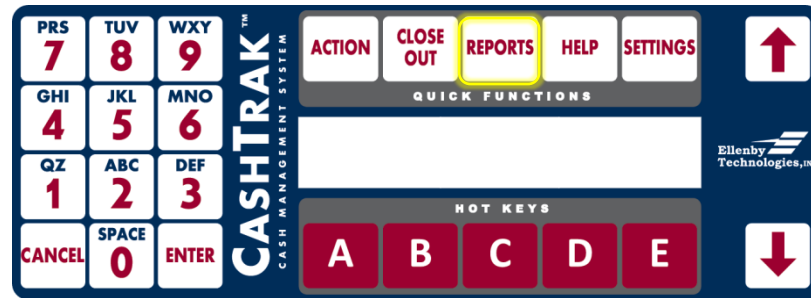 PRS TUV WXY
7 8 9
GHI JKL MNO
4 5 6
QZ ABC DEF
1 2 3
CANCEL SPACE 0 ENTER
CASHTRAK™
CASH MANAGEMENT SYSTEM
ACTION CLOSE OUT REPORTS HELP SETTINGS
QUICK FUNCTIONS
HOT KEYS
A B C D E
Ellenby
Technologies, IN